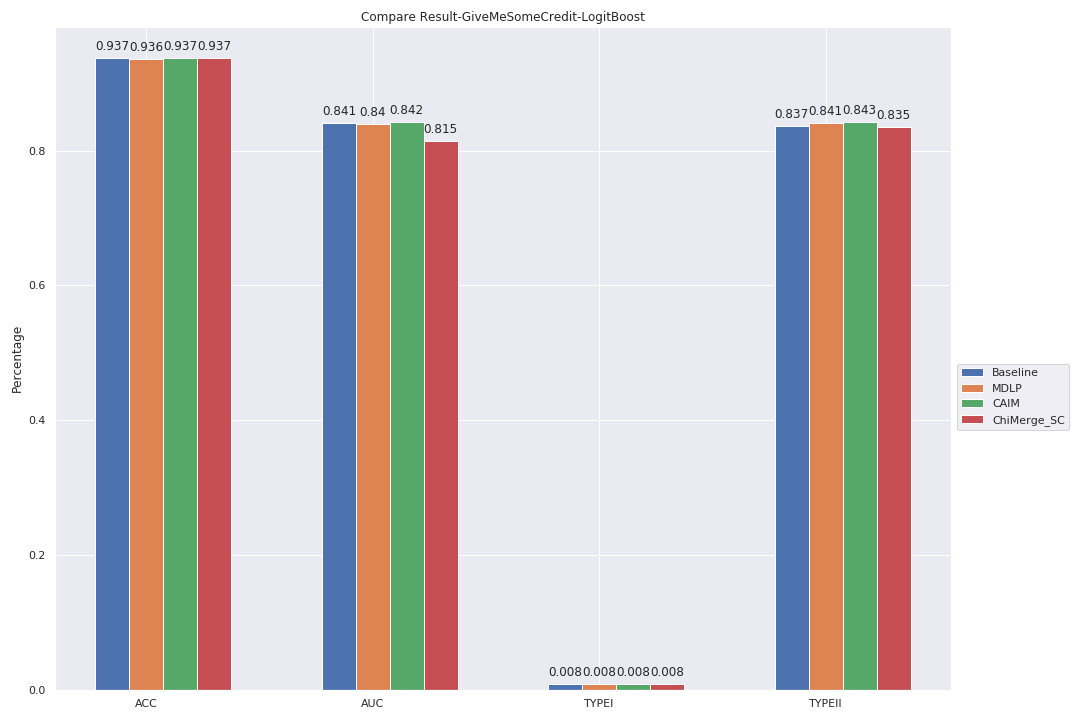 Compare Result-GiveMeSomeCredit-LogitBoost
0.937 0.936 0.937 0.937
0.841 0.84 0.842 0.815
0.837 0.841 0.843 0.835
0.008 0.008 0.008 0.008
Percentage
0.8
0.6
0.4
0.2
0.0
ACC AUC TYPEI TYPEII
Baseline
MDLP
CAIM
ChiMerge_SC